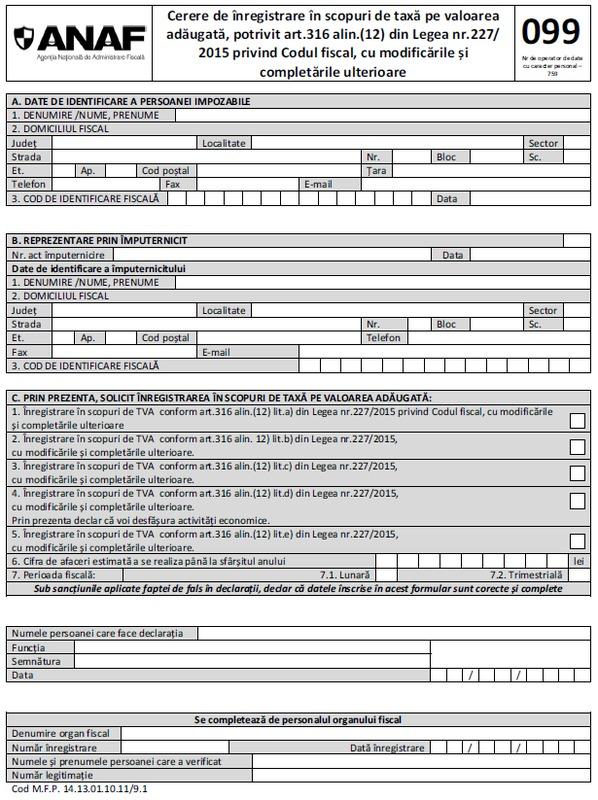 ANAF
Agenția Națională de Administrare Fiscală
Cerere de înregistrare în scopuri de taxă pe valoarea
adăugată, potrivit art.316 alin.(12) din Legea nr.227/
2015 privind Codul fiscal, cu modificările și
completările ulterioare
099
Nr de operator de date
cu caracter personal –
759
A. DATE DE IDENTIFICARE A PERSOANEI IMPOZABILE
1. DENUMIRE /NUME, PRENUME
2. DOMICILIUL FISCAL
Județ Localitate Sector
Strada Nr. Bloc Sc.
Et. Ap. Cod poștal Țara
Telefon Fax E-mail
3. COD DE IDENTIFICARE FISCALĂ Data
B. REPREZENTARE PRIN ÎMPUTERNICIT
Nr. act împuternicire Data
Date de identificare a împuternicitului
1. DENUMIRE /NUME, PRENUME
2. DOMICILIUL FISCAL
Județ Localitate Sector
Strada Nr. Bloc Sc.
Et. Ap. Cod poștal Telefon
Fax E-mail
3. COD DE IDENTIFICARE FISCALĂ
C. PRIN PREZENTA, SOLICIT ÎNREGISTRAREA ÎN SCOPURI DE TAXĂ PE VALOAREA ADĂUGATĂ:
1. Înregistrare în scopuri de TVA conform art.316 alin.(12) lit.a) din Legea nr.227/2015 privind Codul fiscal, cu modificările
și completările ulterioare
2. Înregistrare în scopuri de TVA conform art.316 alin. 12) lit.b) din Legea nr.227/2015,
cu modificările și completările ulterioare.
3. Înregistrare în scopuri de TVA conform art.316 alin.(12) lit.c) din Legea nr.227/2015,
cu modificările și completările ulterioare.
4. Înregistrare în scopuri de TVA conform art.316 alin.(12) lit.d) din Legea nr.227/2015,
cu modificările și completările ulterioare.
Prin prezenta declar că voi desfășura activități economice.
5. Înregistrare în scopuri de TVA conform art.316 alin.(12) lit.e) din Legea nr.227/2015,
cu modificările și completările ulterioare.
6. Cifra de afaceri estimată a se realiza până la sfârșitul anului lei
7. Perioada fiscală: 7.1. Lunară 7.2. Trimestrială
Sub sancțiunile aplicate faptei de fals în declarații, declar că datele înscrise în acest formular sunt corecte și complete
Numele persoanei care face declarația
Funcția
Semnătura
Data / /
Se completează de personalul organului fiscal
Denumire organ fiscal
Număr înregistrare Dată înregistrare / /
Numele și prenumele persoanei care a verificat
Număr legitimație
Cod M.F.P. 14.13.01.10.11/9.1